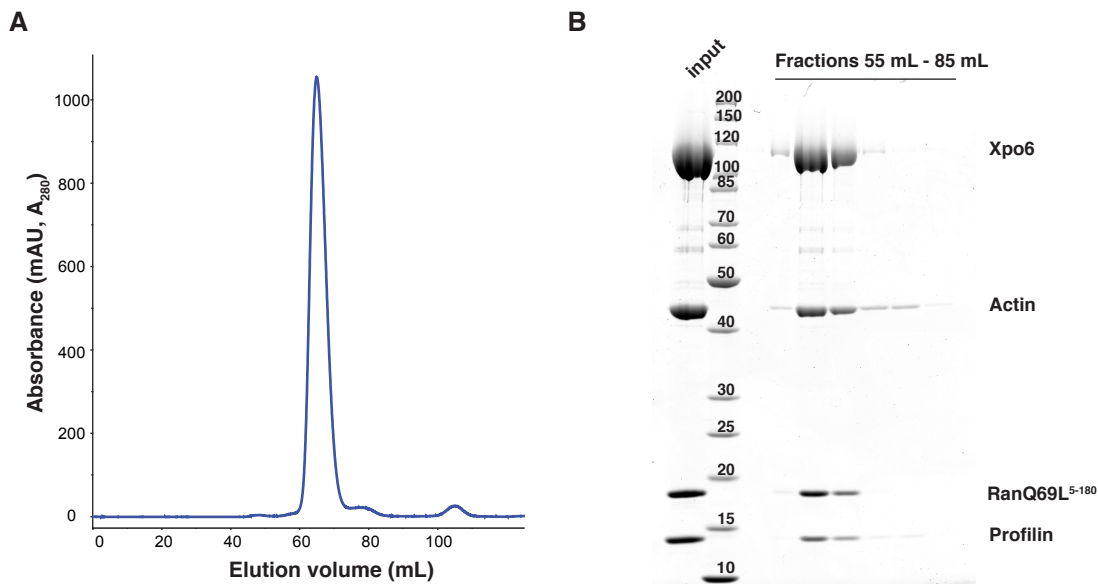 A
Absorbance (mAU, A280)
1000
800
600
400
200
0
0 20 40 60 80 100
Elution volume (mL)
B
input
Fractions 55 mL - 85 mL
200
150
120
100
85
70
60
50
40
30
25
20
15
10
Xpo6
Actin
RanQ69L5-180
Profilin